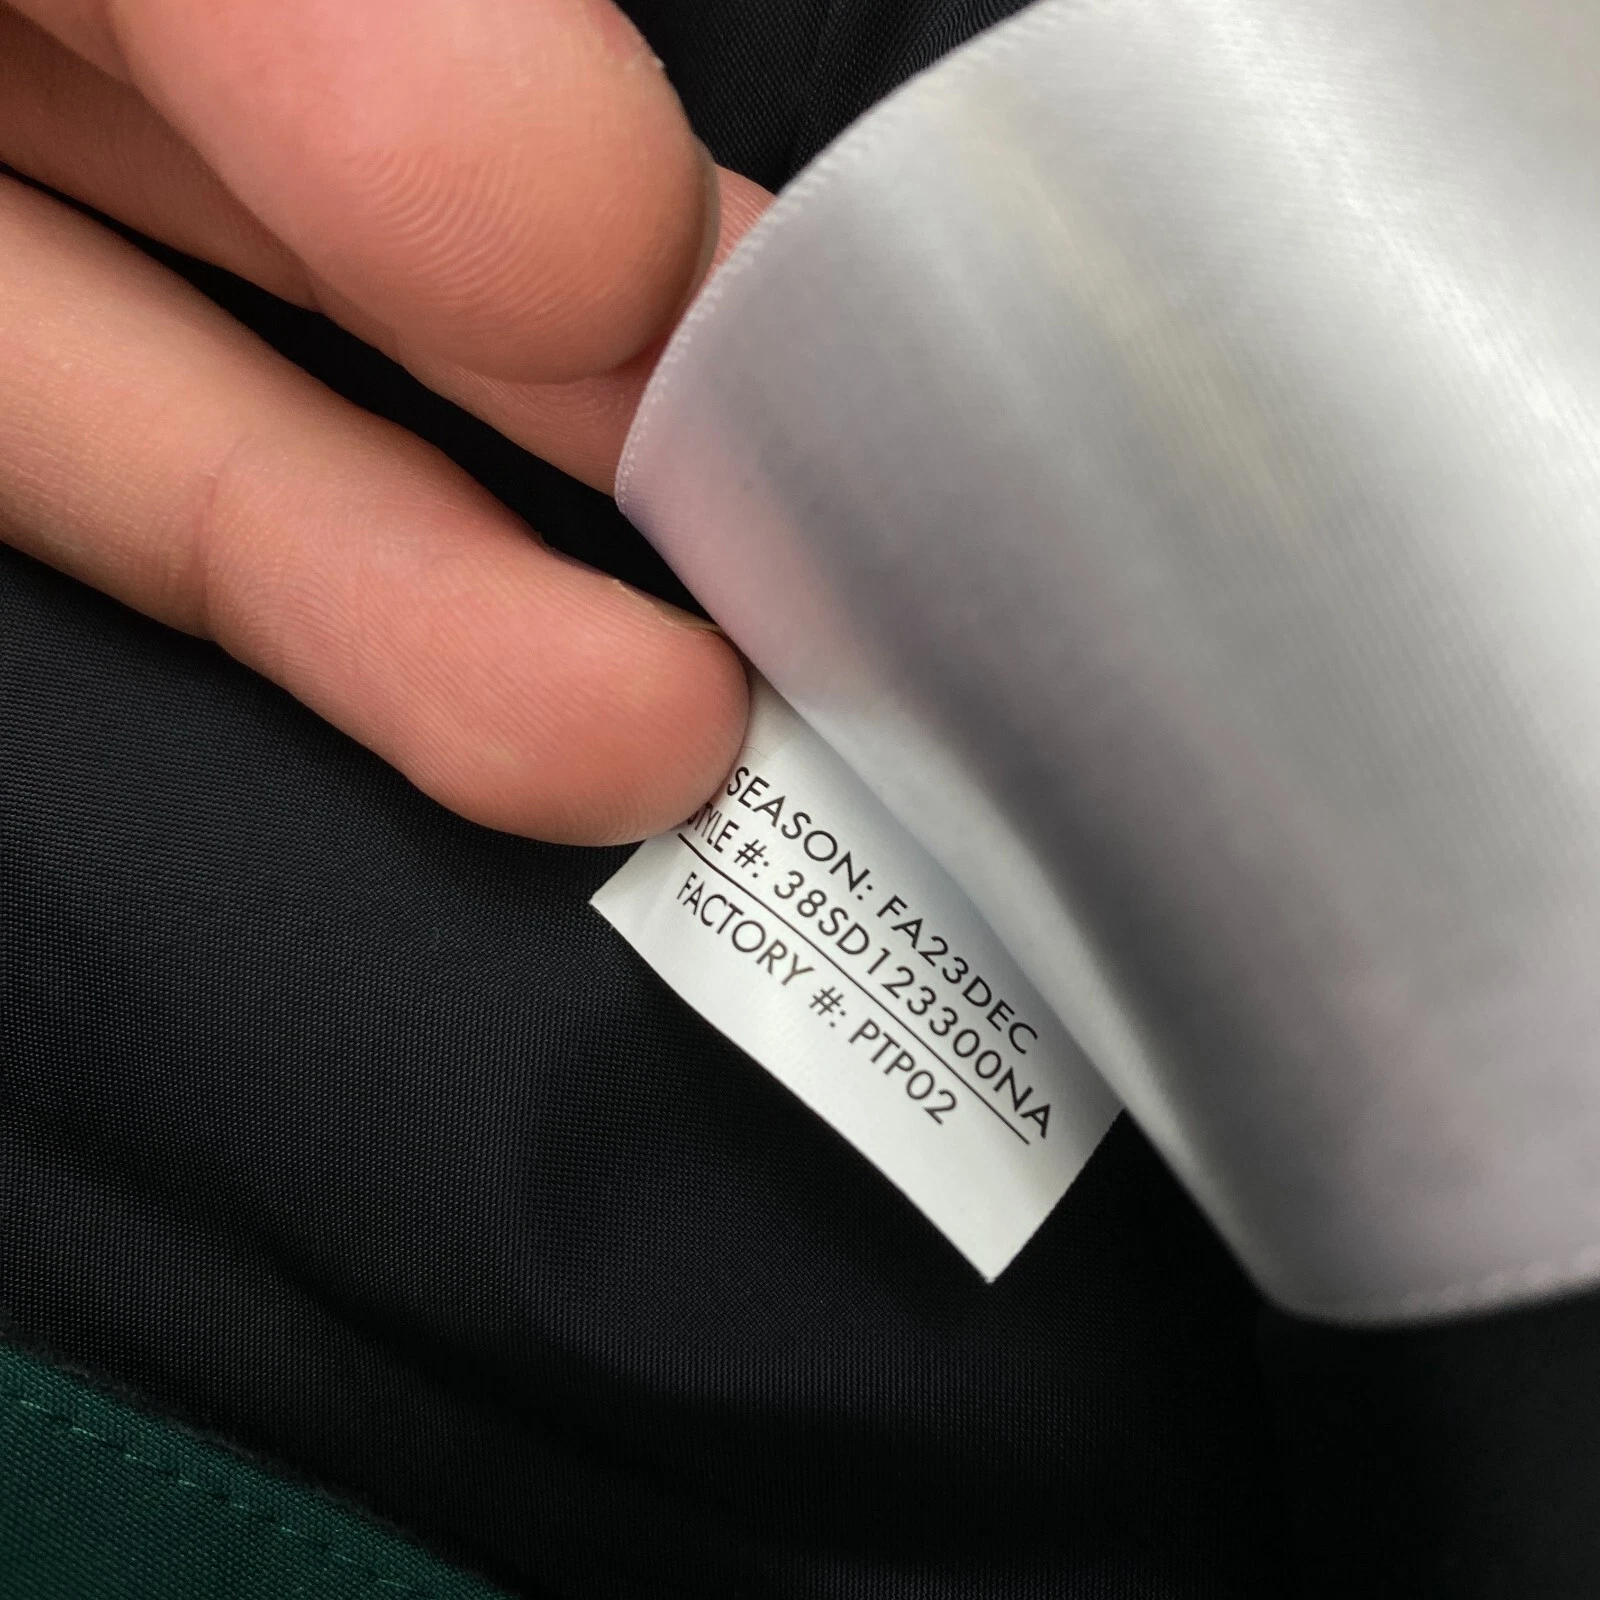 SEASON: FA23DEC
STYLE #: 38SD123300NA
FACTORY #: PTP02